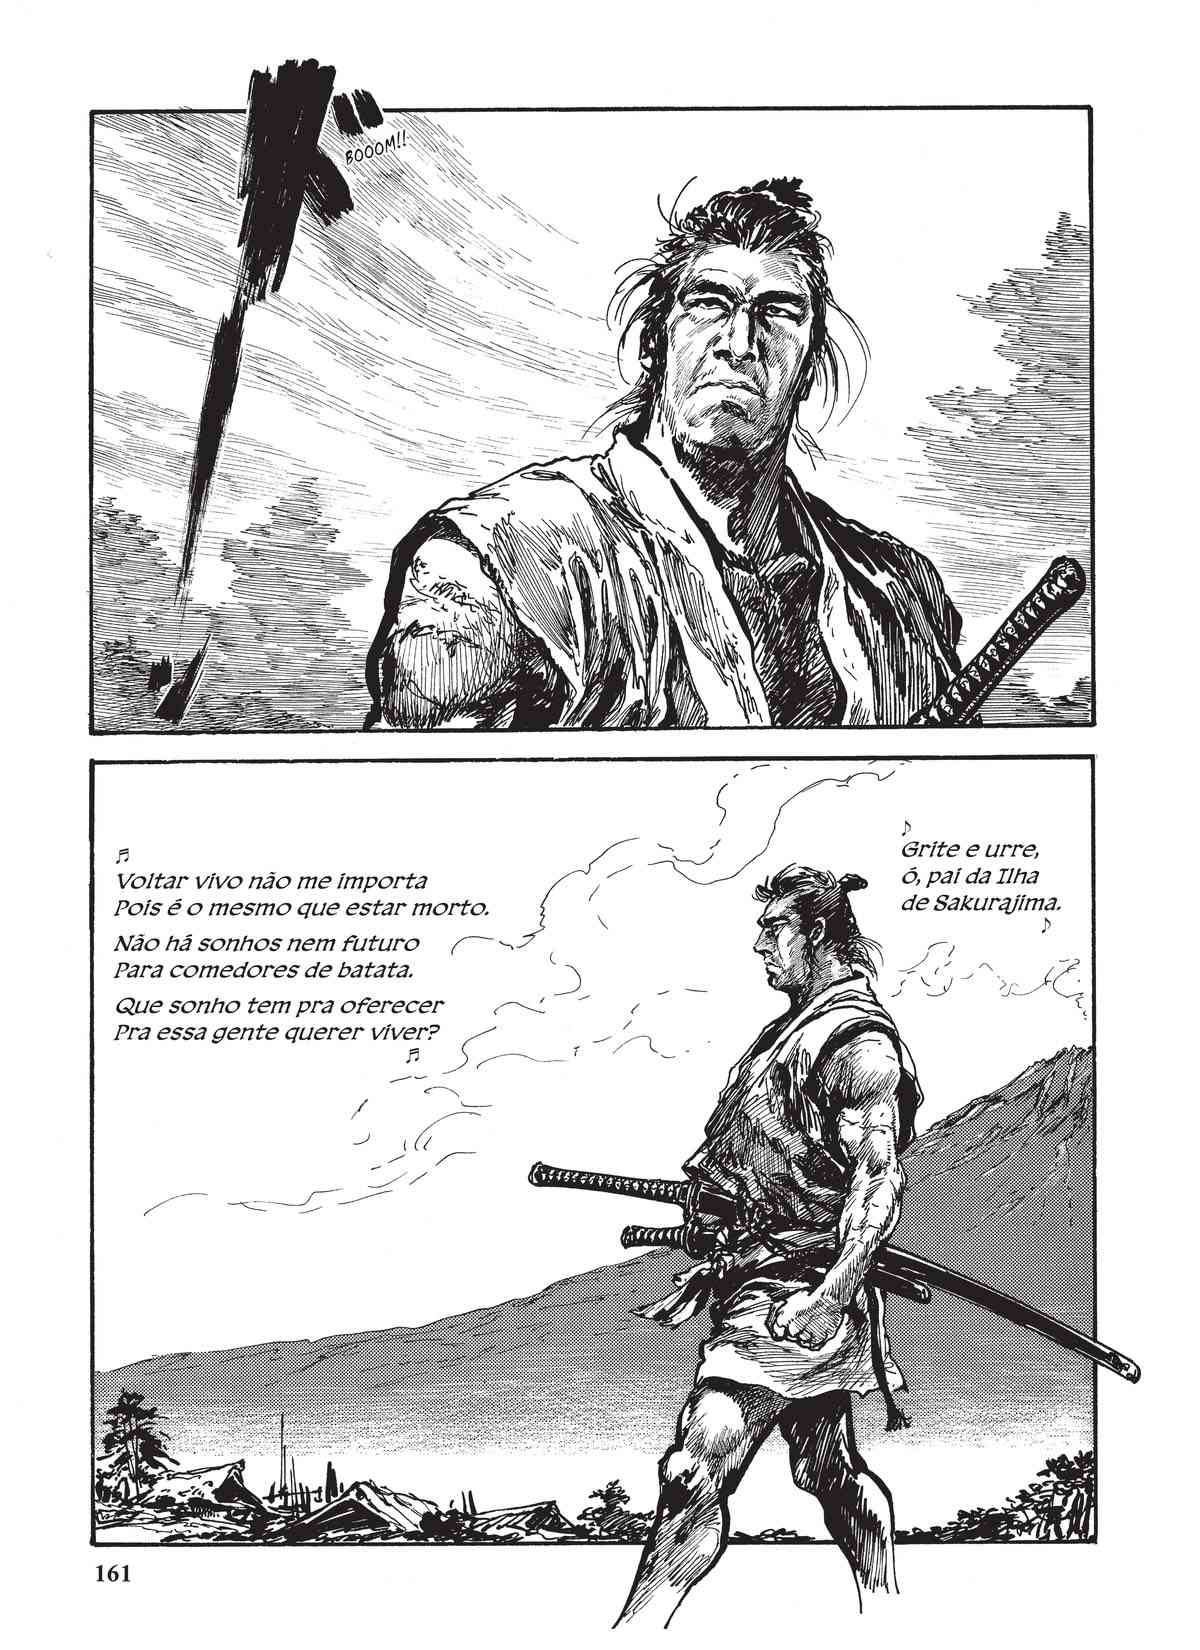 BOOOM!!
Voltar vivo não me importa
Pois é o mesmo que estar morto.
Não há sonhos nem futuro
Para comedores de batata.
Que sonho tem pra oferecer
Pra essa gente querer viver?
Grite e urre,
ó, pai da Ilha
de Sakurajima.
161